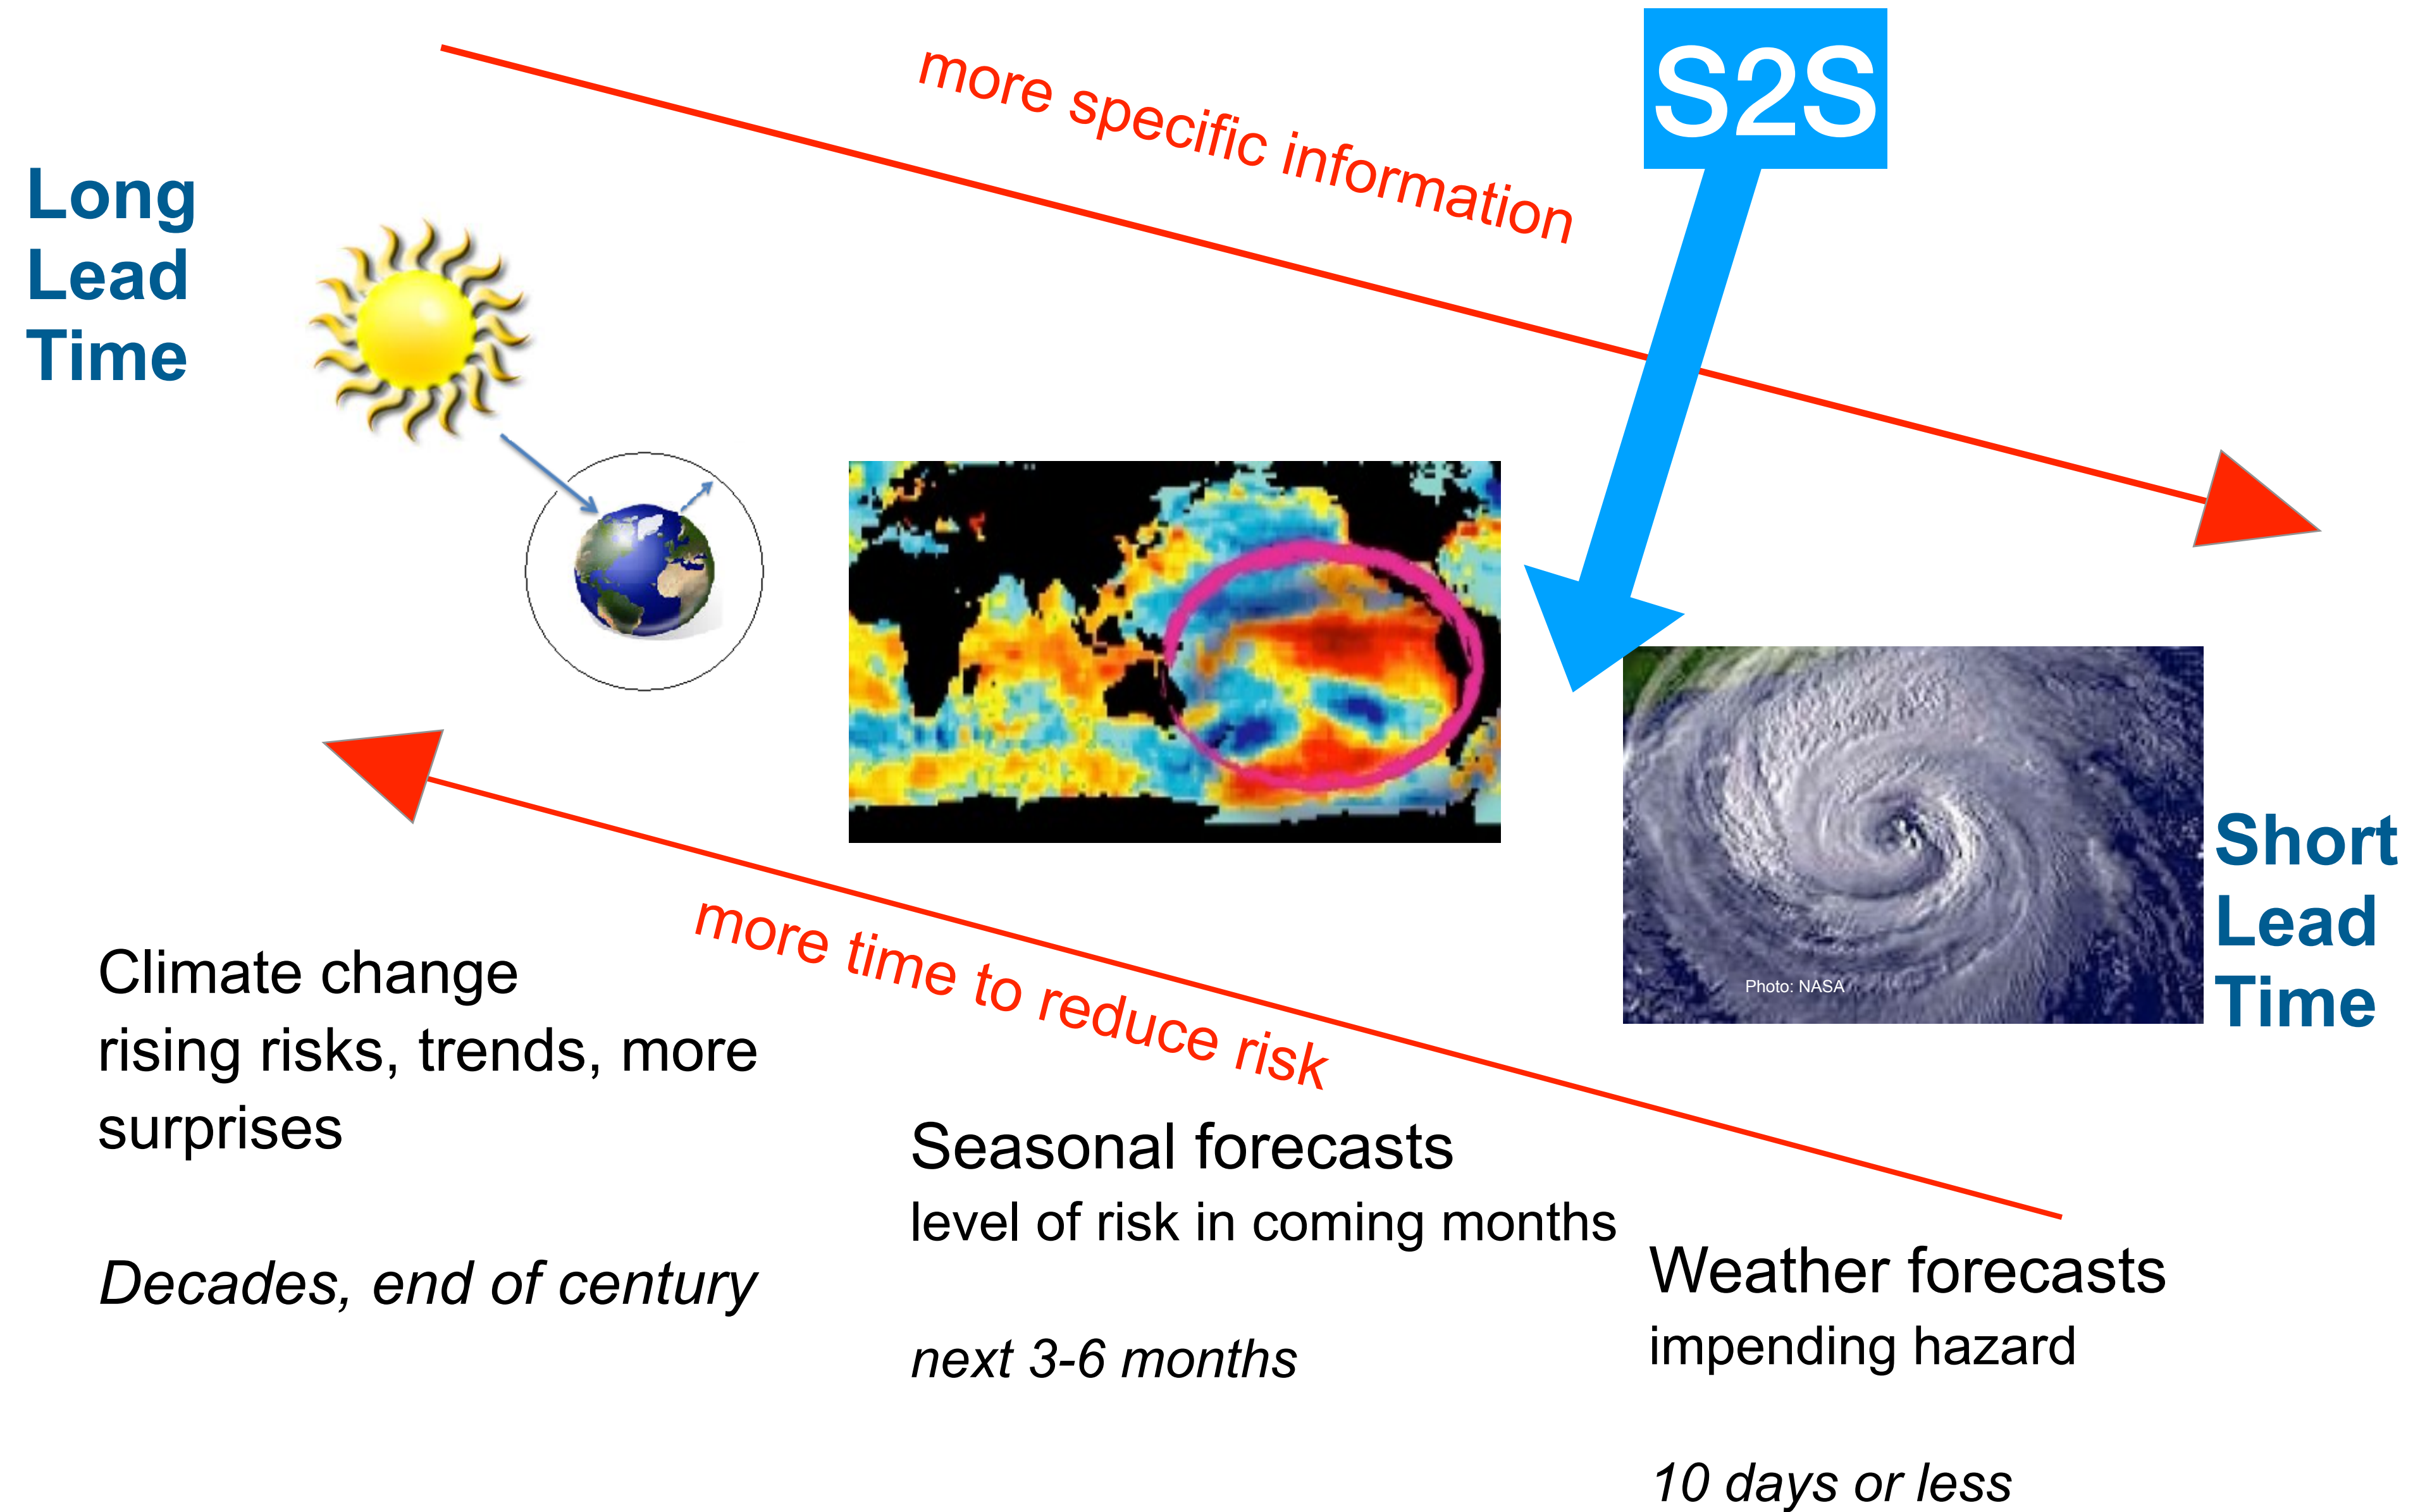 S2S
more specific information
Long
Lead
Time
Photo: NASA
Short
Lead
Time
more time to reduce risk
Climate change
rising risks, trends, more
surprises
Decades, end of century
Seasonal forecasts
level of risk in coming months
next 3-6 months
Weather forecasts
impending hazard
10 days or less